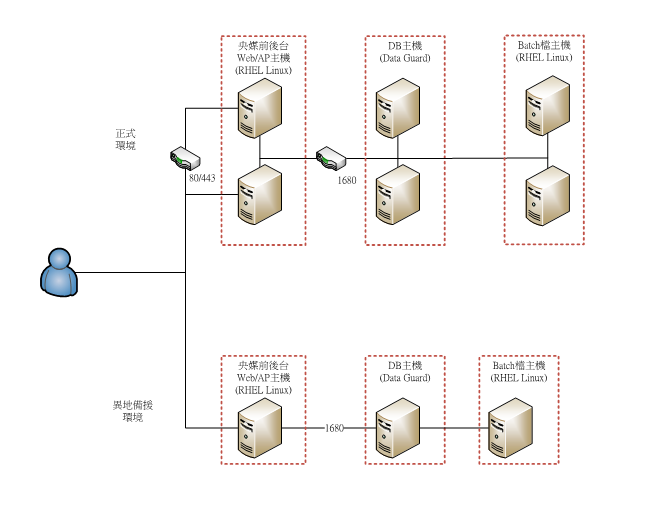 央媒前後台
Web/AP主機
(RHEL Linux)
DB主機
(Data Guard)
Batch檔主機
(RHEL Linux)
正式
環境
80/443
1680
央媒前後台
Web/AP主機
(RHEL Linux)
DB主機
(Data Guard)
Batch檔主機
(RHEL Linux)
異地備援
環境
1680